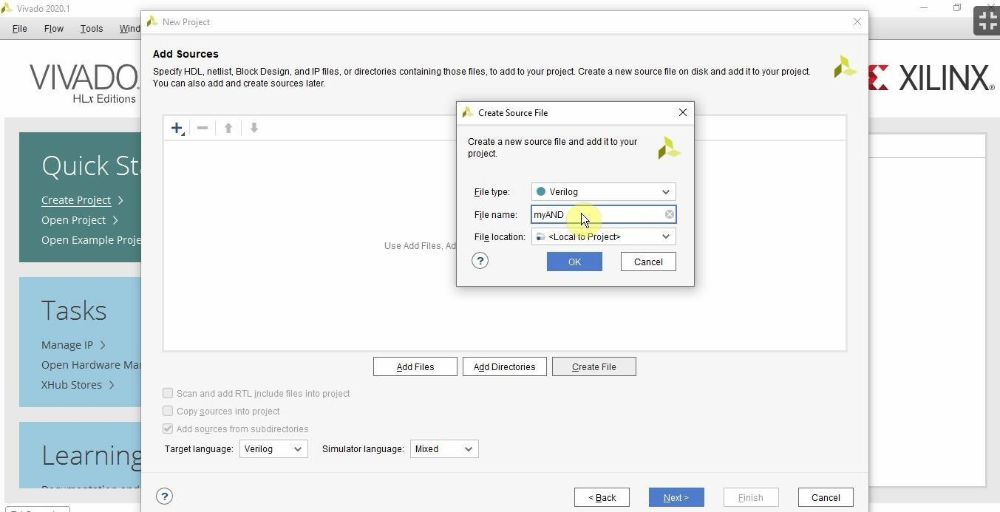 Vivado 2020.1
File Flow Tools Wind
New Project
Add Sources
Specify HDL, netlist, Block Design, and IP files, or directories containing those files, to add to your project. Create a new source file on disk and add it to your project.
You can also add and create sources later.
VIVADO.
HLx Editions
XILINX®
Create Source File
Create a new source file and add it to your
project.
File type: Verilog
File name: myAND
File location: <Local to Project>
? OK Cancel
Quick St
Create Project >
Open Project >
Open Example Proje
Use Add Files, Ad
Tasks
Manage IP >
Open Hardware Ma
XHub Stores >
Add Files Add Directories Create File
Scan and add RTL include files into project
Copy sources into project
Add sources from subdirectories
Target language: Verilog Simulator language: Mixed
Learning
? < Back Next > Finish Cancel